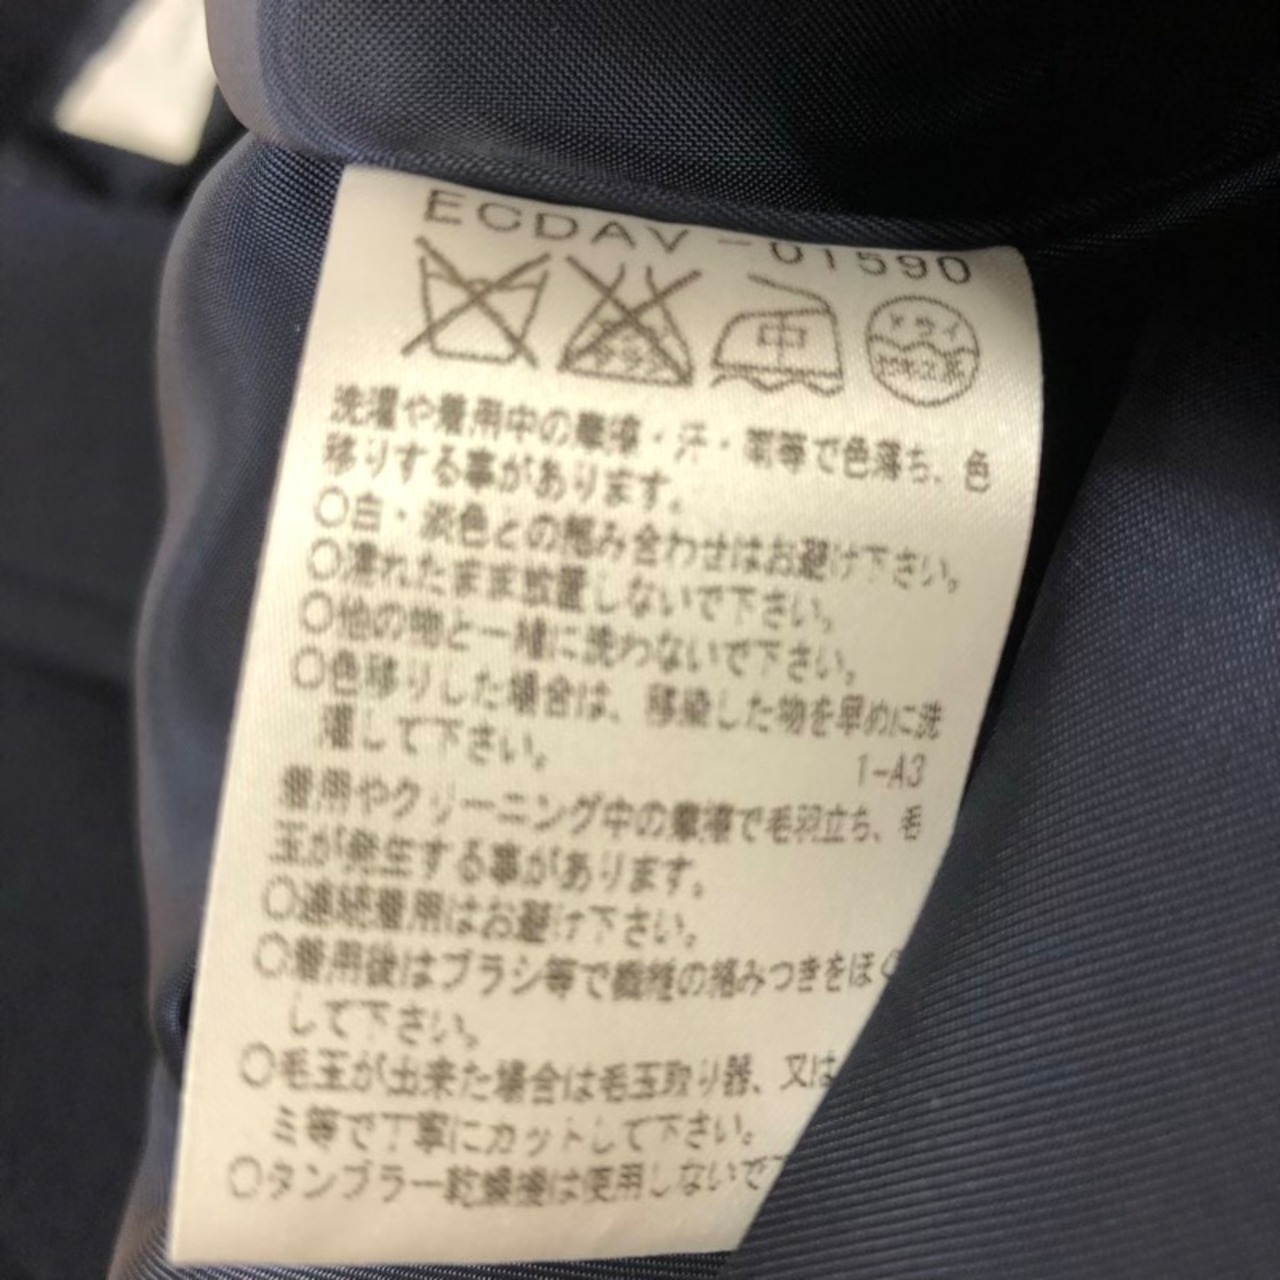 ECDAV-01590
エンソサラシ
中
ドライ
石油系
洗濯や着用中の摩擦・汗・雨等で色落ち、色
移りする事があります。
○白・淡色との組み合わせはお避け下さい。
○濡れたまま放置しないで下さい。
○他の物と一緒に洗わないで下さい。
○色移りした場合は、移染した物を早めに洗
濯して下さい。
1-A3
着用やクリーニング中の摩擦で毛羽立ち、毛
玉が発生する事があります。
○連続着用はお避け下さい。
○着用後はブラシ等で繊維の絡みつきをほぐ
して下さい。
○毛玉が出来た場合は毛玉取り器、又は
ミ等で丁寧にカットして下さい。
○タンブラー乾燥機は使用しないで下